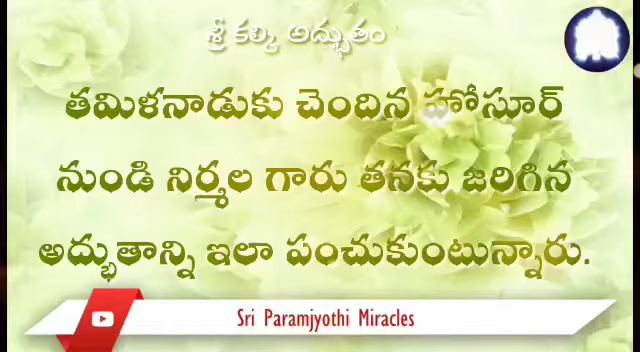 శ్రీ కల్కి అద్భుతం
తమిళనాడుకు చెందిన హోసూర్
నుండి నిర్మల గారు తనకు జరిగిన
అద్భుతాన్ని ఇలా పంచుకుంటున్నారు.
Sri Paramjyothi Miracles